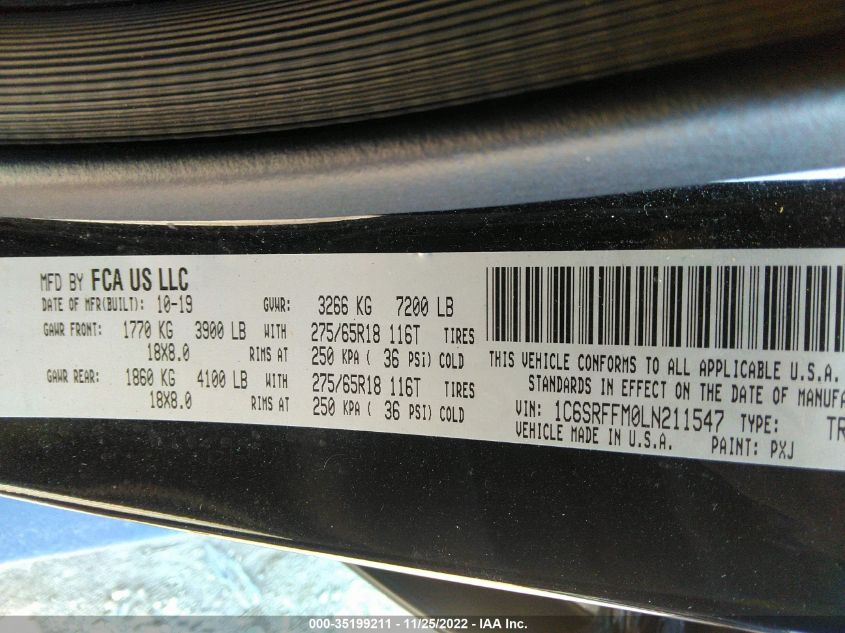 MFD BY FCA US LLC
DATE OF MFR(BUILT): 10-19 GVWR: 3266 KG 7200 LB
GAWR FRONT: 1770 KG 3900 LB WITH 275/65R18 116T TIRES
18X8.0 RIMS AT 250 KPA ( 36 PSI) COLD
GAWR REAR: 1860 KG 4100 LB WITH 275/65R18 116T TIRES
18X8.0 RIMS AT 250 KPA ( 36 PSI) COLD
THIS VEHICLE CONFORMS TO ALL APPLICABLE U.S.A.
STANDARDS IN EFFECT ON THE DATE OF MANUFA
VIN: 1C6SRFFM0LN211547 TYPE: TR
VEHICLE MADE IN U.S.A. PAINT: PXJ
000-35199211 - 11/25/2022 - IAA Inc.